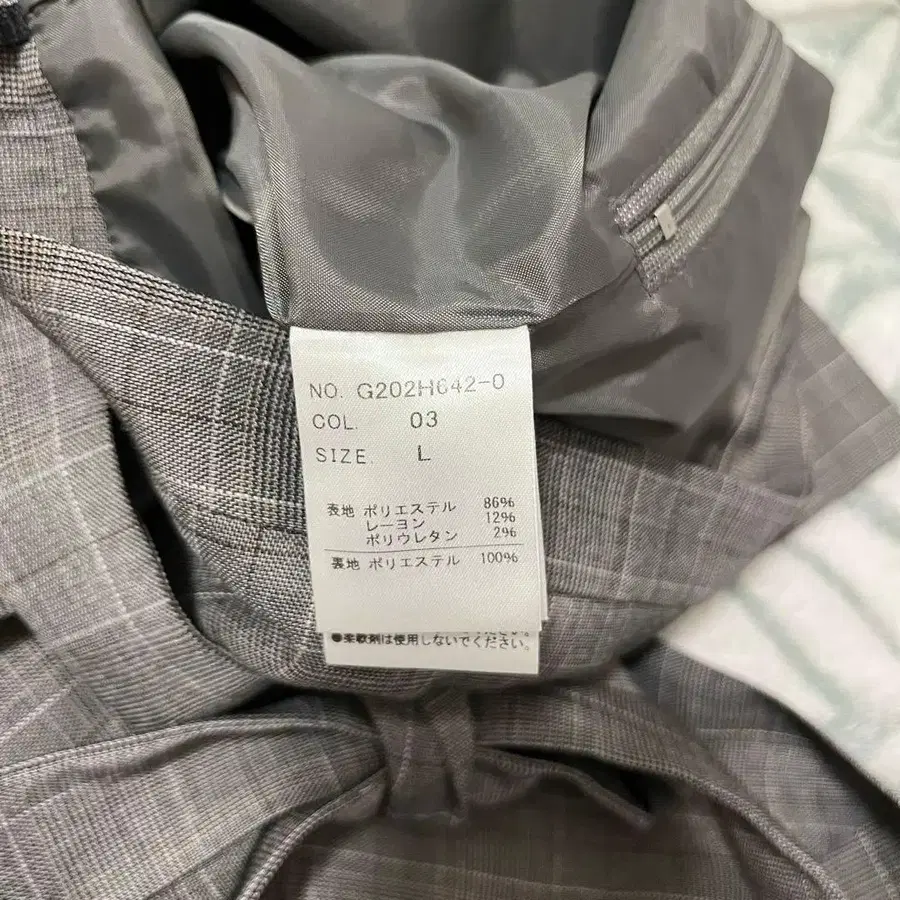 NO. G202H642-0
COL. 03
SIZE. L
表地 ポリエステル 86%
レーヨン 12%
ポリウレタン 2%
裏地 ポリエステル 100%
●柔軟剤は使用しないでください。